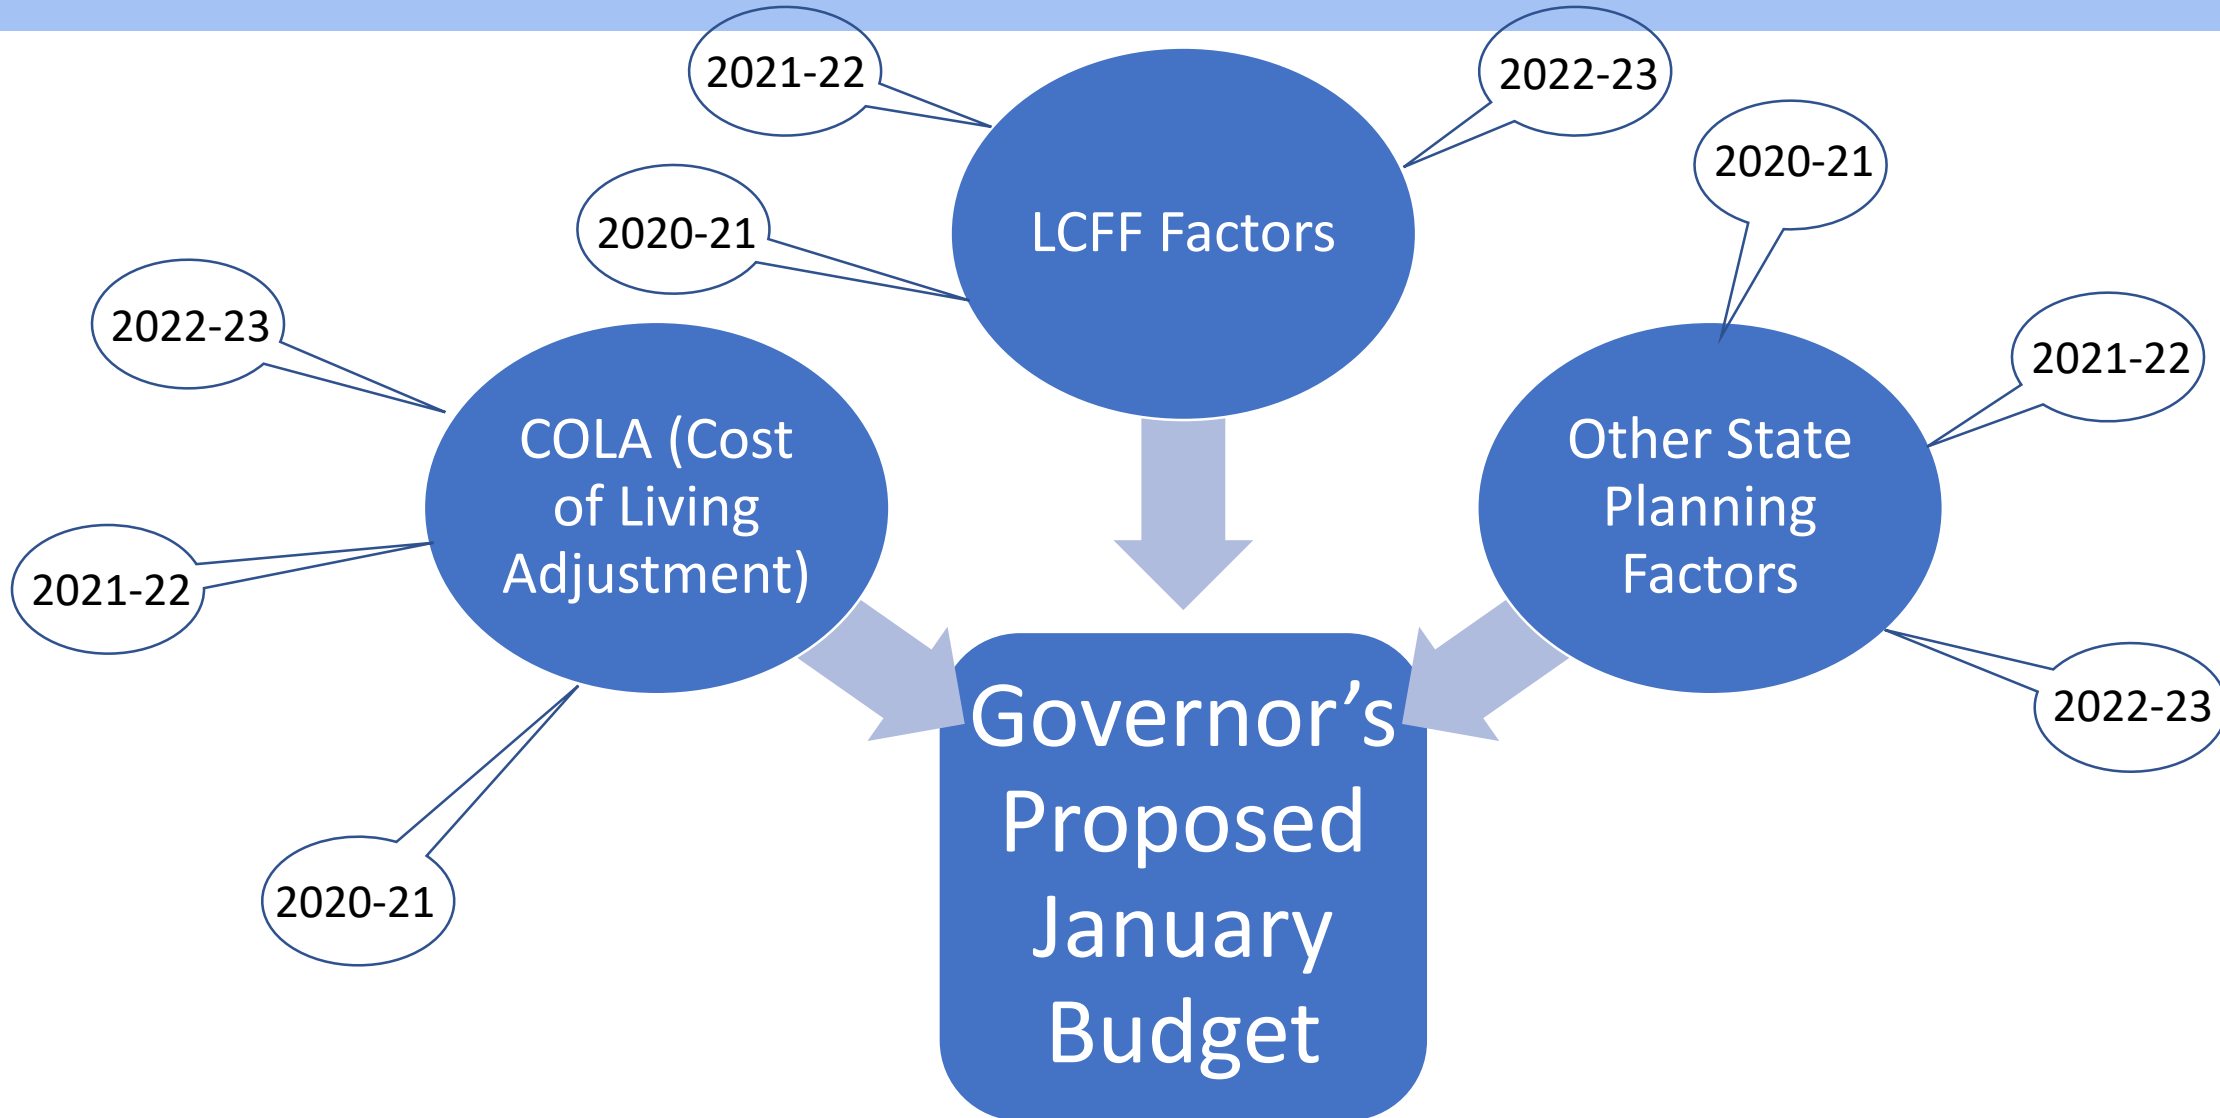 2021-22
2022-23
2020-21
2020-21
LCFF Factors
2022-23
2021-22
COLA (Cost
of Living
Adjustment)
Other State
Planning
Factors
2021-22
2022-23
2020-21
Governor’s
Proposed
January
Budget